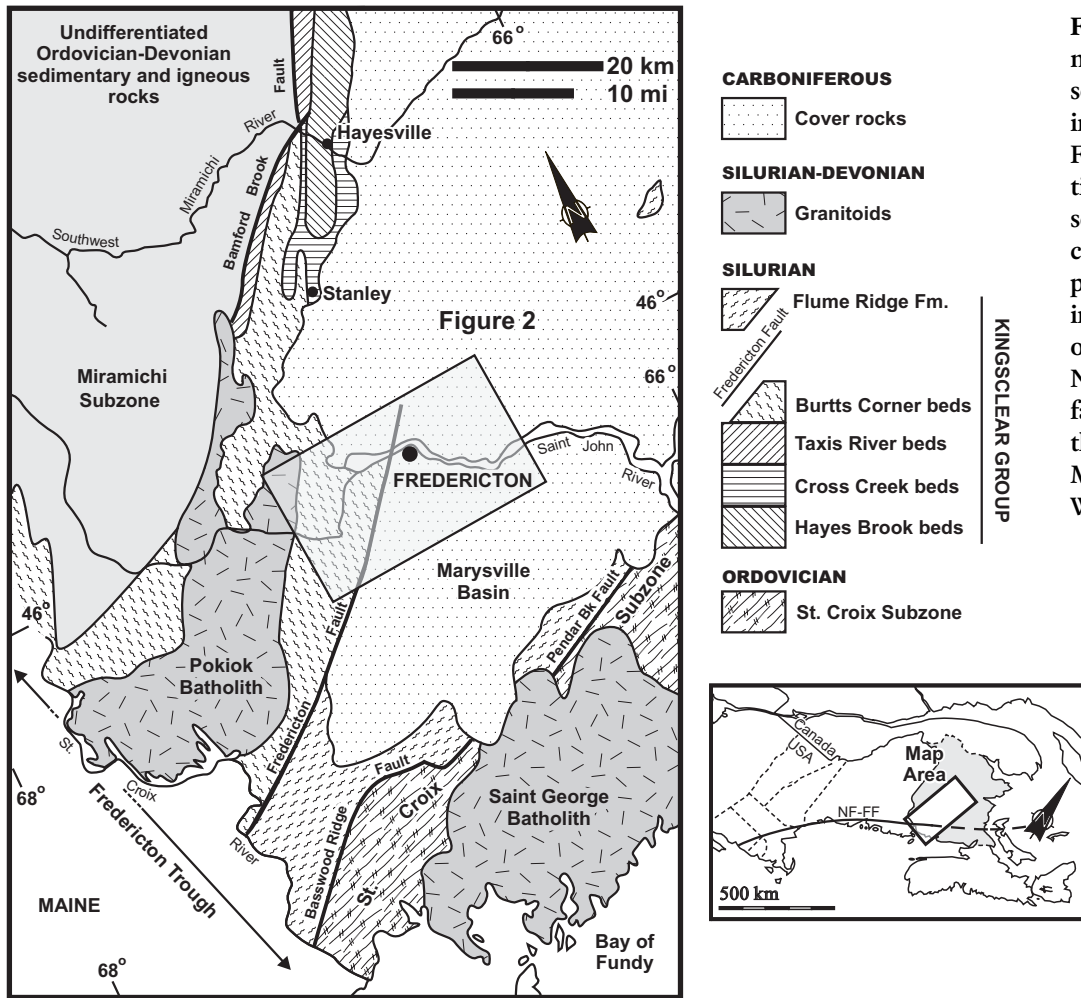 Undifferentiated
Ordovician-Devonian
sedimentary and igneous
rocks
Fault
66°
20 km
10 mi
River
Hayesville
Miramichi
Brook
Southwest
Bamford
Stanley
46°
Figure 2
Miramichi
Subzone
66°
Saint John
River
FREDERICTON
Marysville
Basin
Pendar Bk Fault
Subzone
46°
Fault
Pokiok
Batholith
Fredericton
St.
Croix
River
Fault
Croix
St.
Saint George
Batholith
68°
Fredericton Trough
Basswood Ridge
MAINE
Bay of
Fundy
68°
CARBONIFEROUS
Cover rocks
SILURIAN-DEVONIAN
Granitoids
SILURIAN
Flume Ridge Fm.
Fredericton Fault
Burtts Corner beds
Taxis River beds
Cross Creek beds
Hayes Brook beds
KINGSCLEAR GROUP
ORDOVICIAN
St. Croix Subzone
Canada
USA
Map
Area
N
NF-FF
500 km